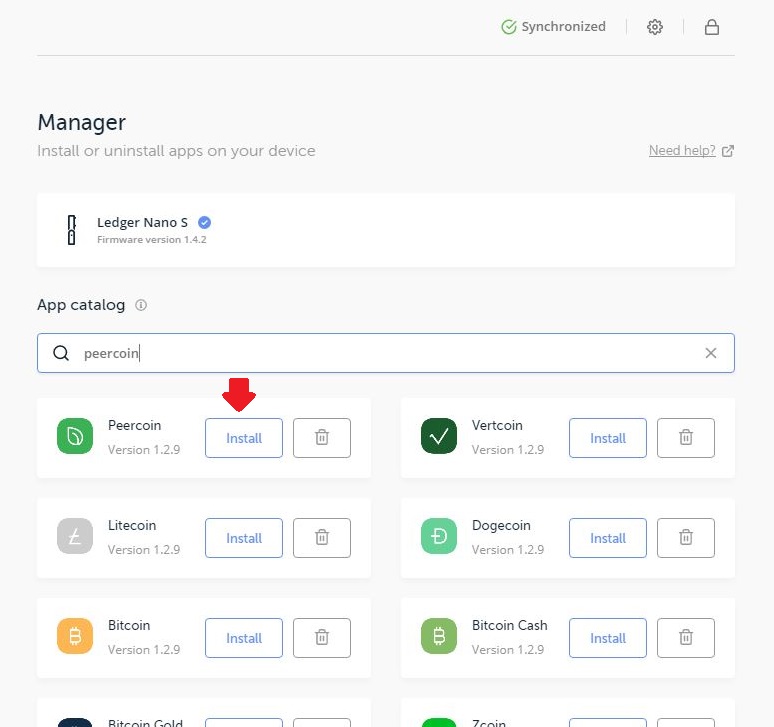 Synchronized
Manager
Install or uninstall apps on your device
Need help?
Ledger Nano S
Firmware version 1.4.2
App catalog
peercoin
Peercoin
Version 1.2.9
Install
Vertcoin
Version 1.2.9
Install
Litecoin
Version 1.2.9
Install
Dogecoin
Version 1.2.9
Install
Bitcoin
Version 1.2.9
Install
Bitcoin Cash
Version 1.2.9
Install
Bitcoin Gold
Zcoin